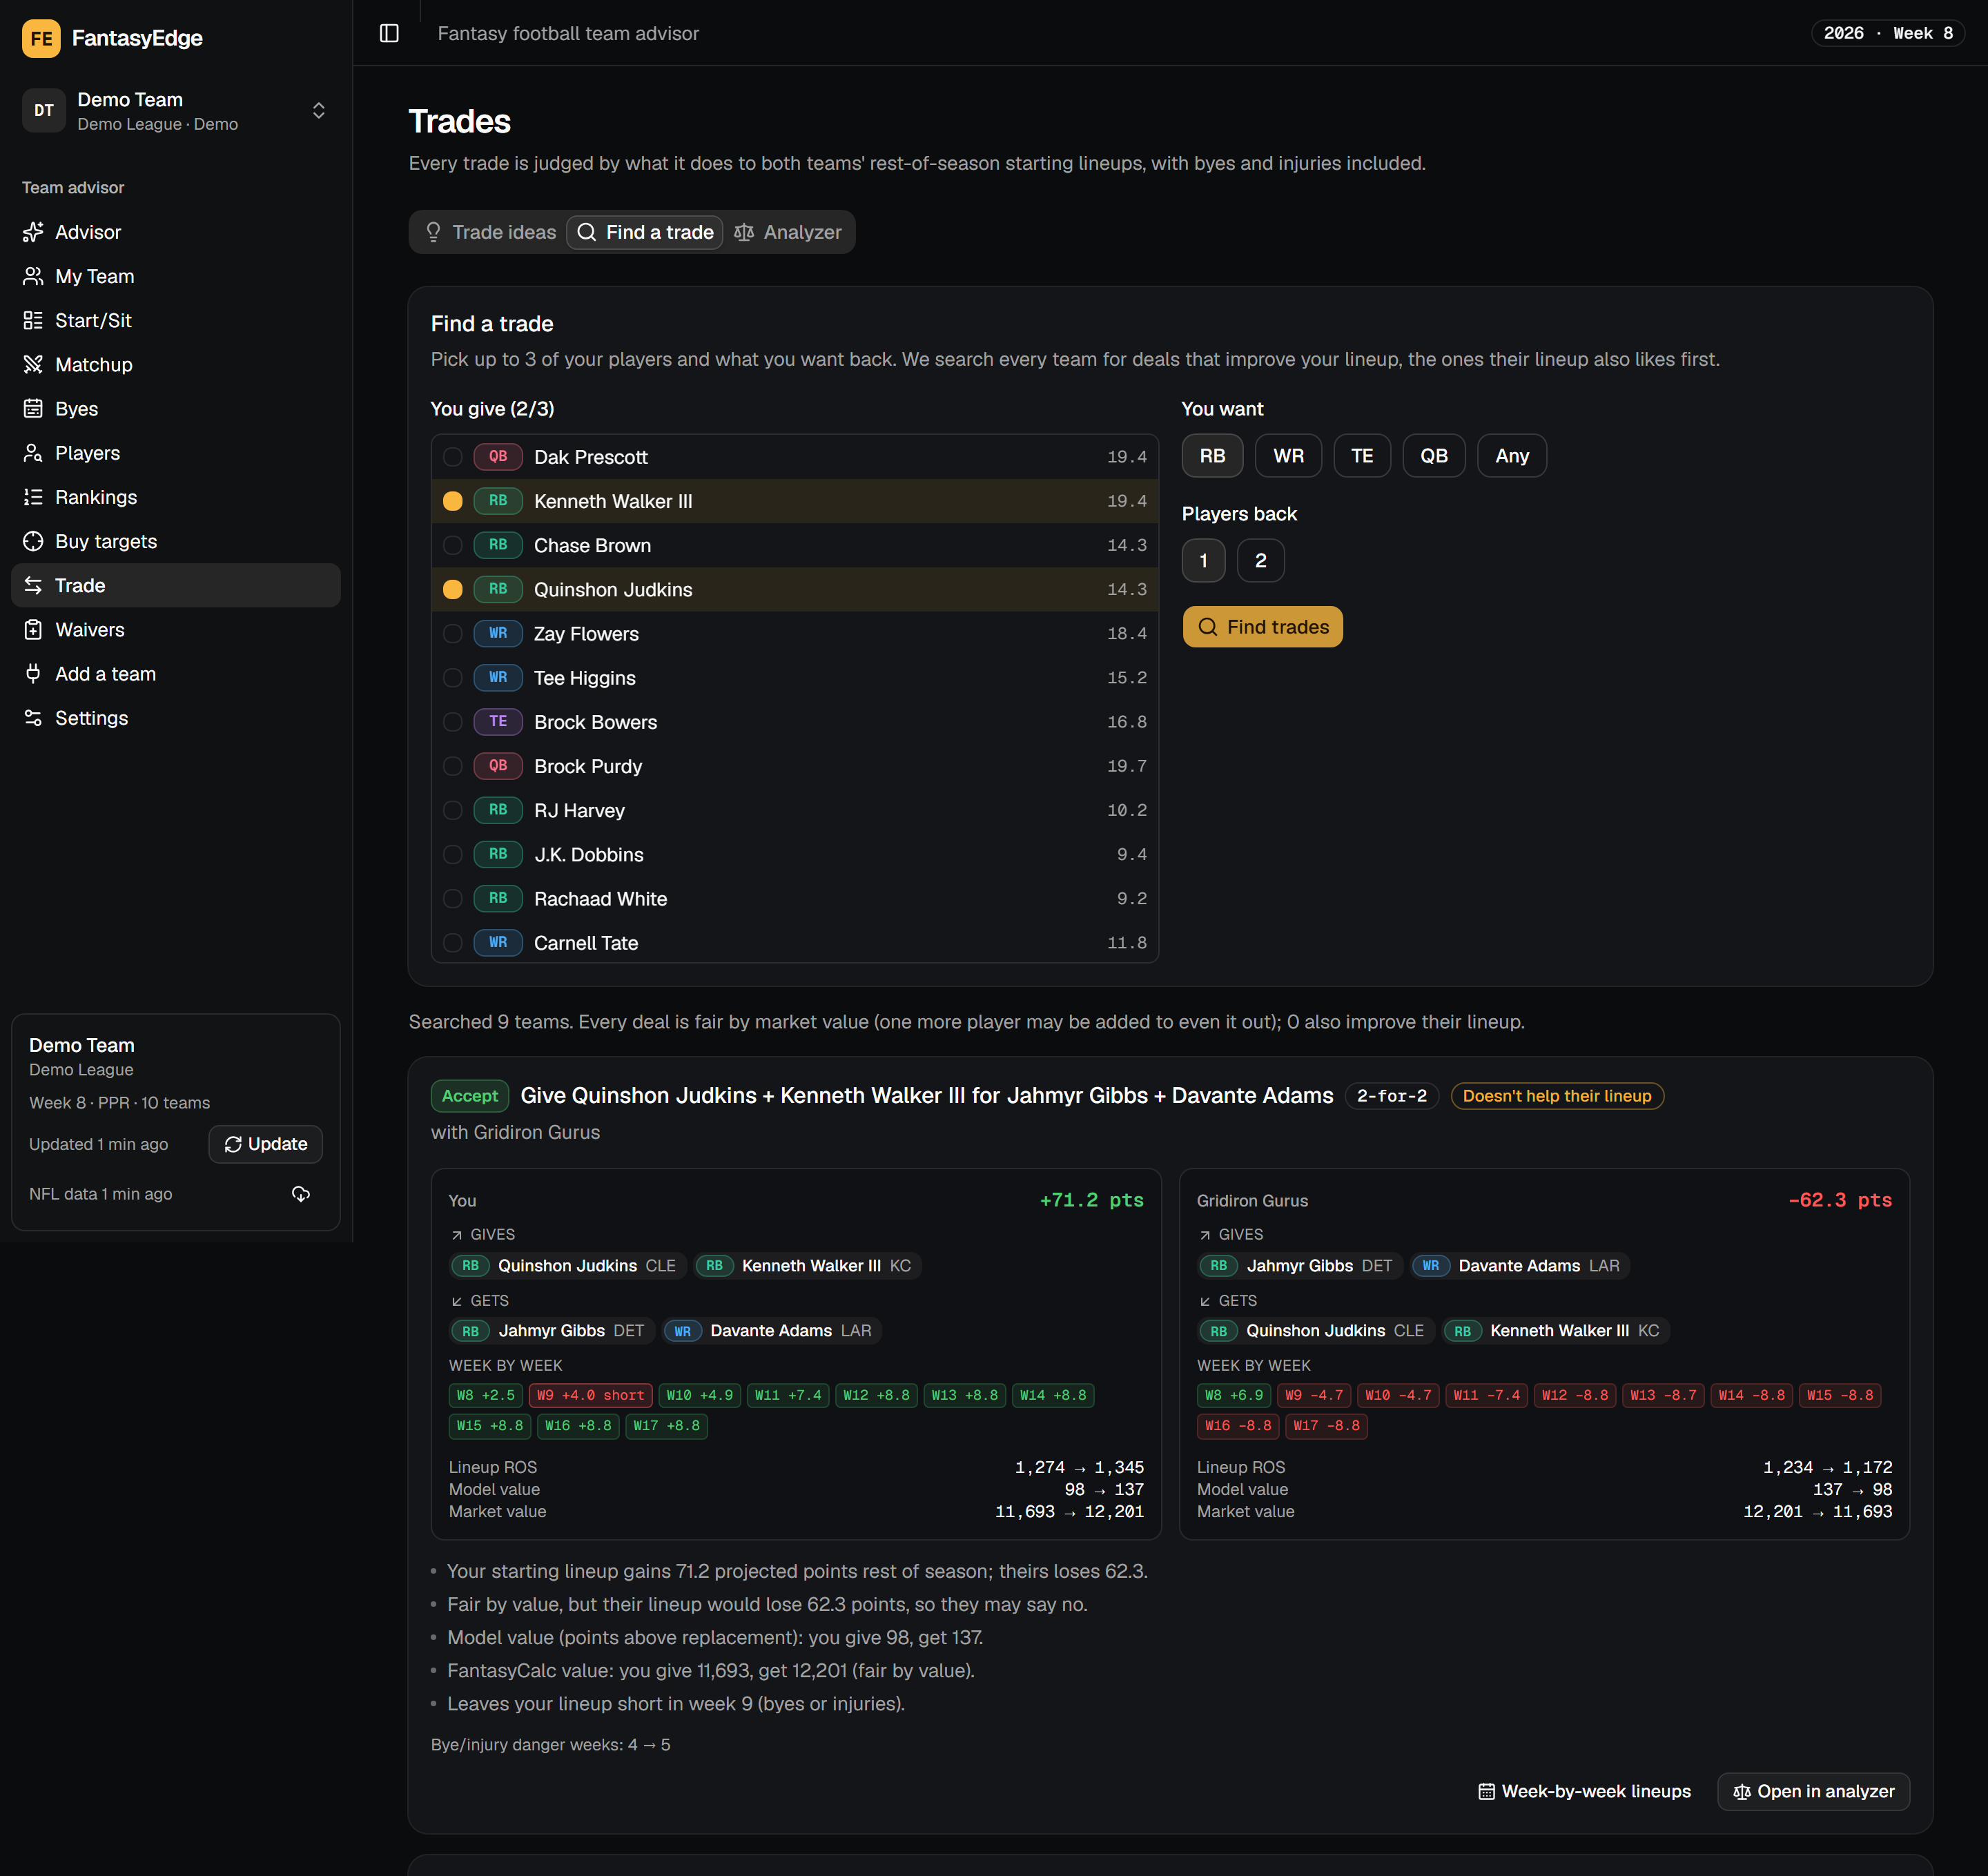 FE FantasyEdge
DT
Demo Team
Demo League · Demo
Team advisor
Advisor
My Team
Start/Sit
Matchup
Byes
Players
Rankings
Buy targets
Trade
Waivers
Add a team
Settings
Demo Team
Demo League
Week 8 · PPR · 10 teams
Updated 1 min ago Update
NFL data 1 min ago
Fantasy football team advisor
2026 · Week 8
Trades
Every trade is judged by what it does to both teams' rest-of-season starting lineups, with byes and injuries included.
Trade ideas Find a trade Analyzer
Find a trade
Pick up to 3 of your players and what you want back. We search every team for deals that improve your lineup, the ones their lineup also likes first.
You give (2/3)
QB Dak Prescott 19.4
RB Kenneth Walker III 19.4
RB Chase Brown 14.3
RB Quinshon Judkins 14.3
WR Zay Flowers 18.4
WR Tee Higgins 15.2
TE Brock Bowers 16.8
QB Brock Purdy 19.7
RB RJ Harvey 10.2
RB J.K. Dobbins 9.4
RB Rachaad White 9.2
WR Carnell Tate 11.8
You want
RB WR TE QB Any
Players back
1 2
Find trades
Searched 9 teams. Every deal is fair by market value (one more player may be added to even it out); 0 also improve their lineup.
Accept Give Quinshon Judkins + Kenneth Walker III for Jahmyr Gibbs + Davante Adams 2-for-2 Doesn't help their lineup
with Gridiron Gurus
You +71.2 pts
GIVES
RB Quinshon Judkins CLE RB Kenneth Walker III KC
GETS
RB Jahmyr Gibbs DET WR Davante Adams LAR
WEEK BY WEEK
W8 +2.5 W9 +4.0 short W10 +4.9 W11 +7.4 W12 +8.8 W13 +8.8 W14 +8.8
W15 +8.8 W16 +8.8 W17 +8.8
Lineup ROS 1,274 → 1,345
Model value 98 → 137
Market value 11,693 → 12,201
Gridiron Gurus −62.3 pts
GIVES
RB Jahmyr Gibbs DET WR Davante Adams LAR
GETS
RB Quinshon Judkins CLE RB Kenneth Walker III KC
WEEK BY WEEK
W8 +6.9 W9 −4.7 W10 −4.7 W11 −7.4 W12 −8.8 W13 −8.7 W14 −8.8 W15 −8.8
W16 −8.8 W17 −8.8
Lineup ROS 1,234 → 1,172
Model value 137 → 98
Market value 12,201 → 11,693
• Your starting lineup gains 71.2 projected points rest of season; theirs loses 62.3.
• Fair by value, but their lineup would lose 62.3 points, so they may say no.
• Model value (points above replacement): you give 98, get 137.
• FantasyCalc value: you give 11,693, get 12,201 (fair by value).
• Leaves your lineup short in week 9 (byes or injuries).
Bye/injury danger weeks: 4 → 5
Week-by-week lineups Open in analyzer